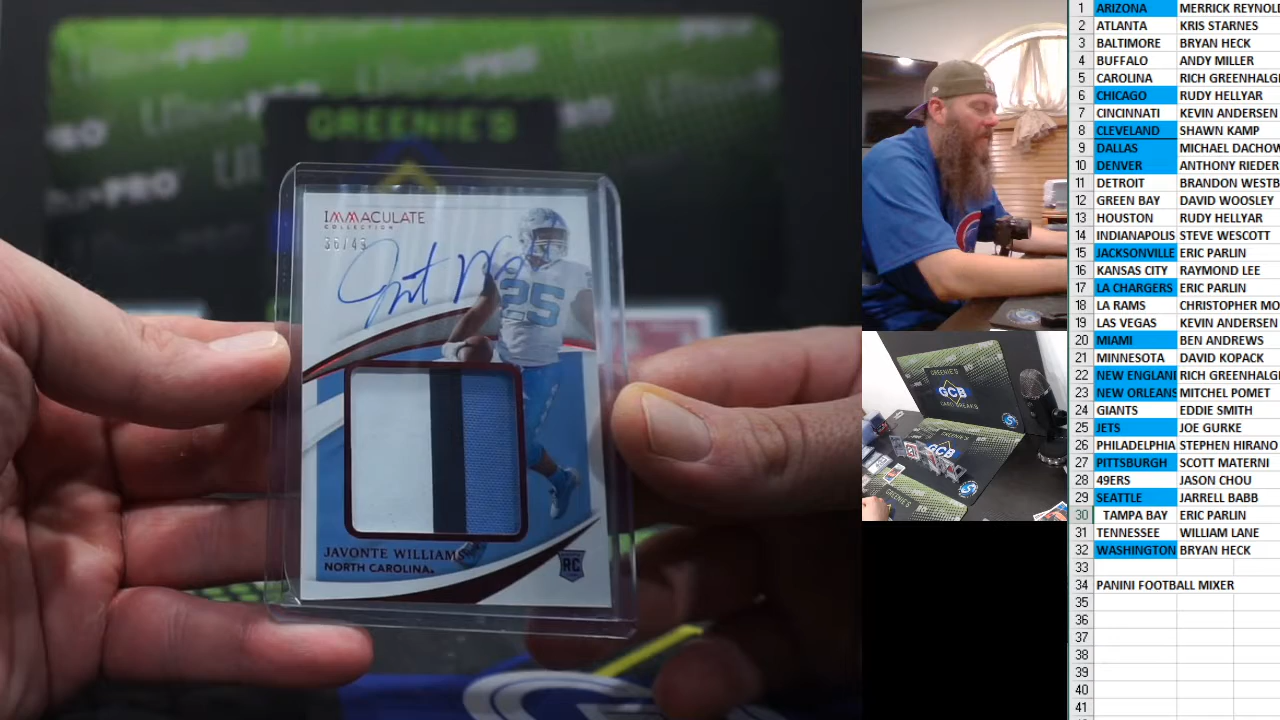 GREENIE'S
IMMACULATE
COLLECTION
25
JAVONTE WILLIAMS
NORTH CAROLINA.
RC
GREENIE'S
GCB
CARD BREAKS
GCB
1 ARIZONA MERRICK REYNOL
2 ATLANTA KRIS STARNES
3 BALTIMORE BRYAN HECK
4 BUFFALO ANDY MILLER
5 CAROLINA RICH GREENHALG
6 CHICAGO RUDY HELLYAR
7 CINCINNATI KEVIN ANDERSEN
8 CLEVELAND SHAWN KAMP
9 DALLAS MICHAEL DACHOW
10 DENVER ANTHONY RIEDER
11 DETROIT BRANDON WESTB
12 GREEN BAY DAVID WOOSLEY
13 HOUSTON RUDY HELLYAR
14 INDIANAPOLIS STEVE WESCOTT
15 JACKSONVILLE ERIC PARLIN
16 KANSAS CITY RAYMOND LEE
17 LA CHARGERS ERIC PARLIN
18 LA RAMS CHRISTOPHER MO
19 LAS VEGAS KEVIN ANDERSEN
20 MIAMI BEN ANDREWS
21 MINNESOTA DAVID KOPACK
22 NEW ENGLAN RICH GREENHALG
23 NEW ORLEANS MITCHEL POMET
24 GIANTS EDDIE SMITH
25 JETS JOE GURKE
26 PHILADELPHIA STEPHEN HIRANO
27 PITTSBURGH SCOTT MATERNI
28 49ERS JASON CHOU
29 SEATTLE JARRELL BABB
30 TAMPA BAY ERIC PARLIN
31 TENNESSEE WILLIAM LANE
32 WASHINGTON BRYAN HECK
33
34 PANINI FOOTBALL MIXER
35
36
37
38
39
40
41